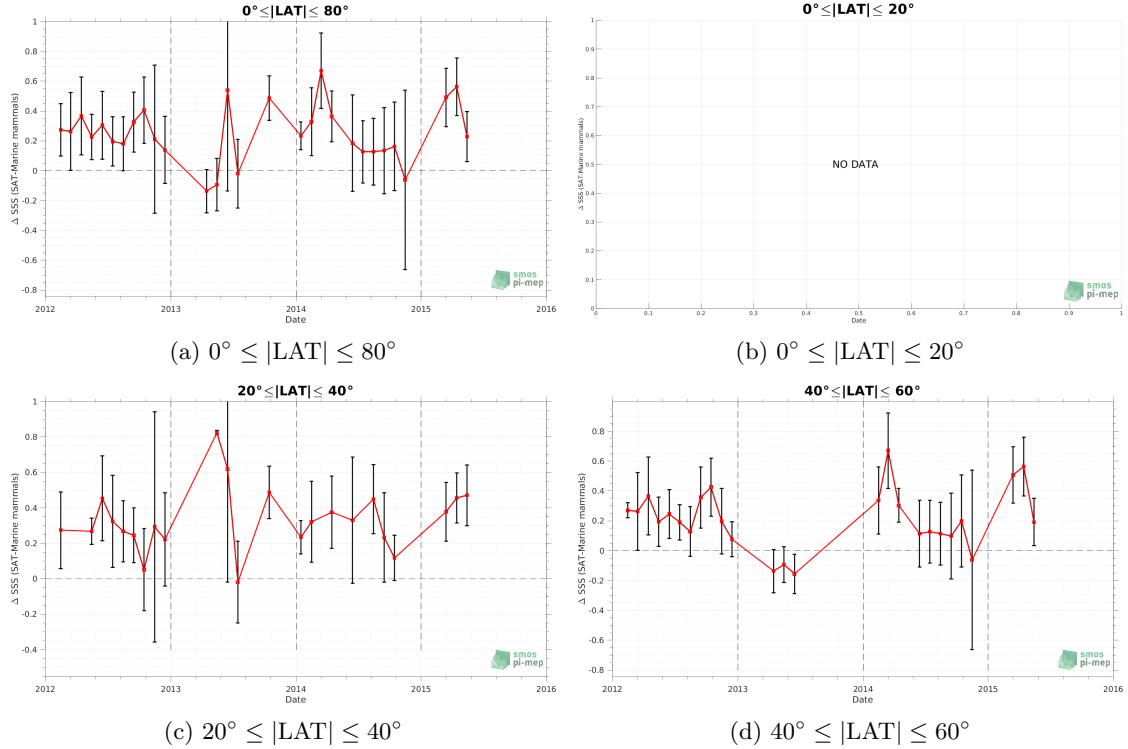 0°≤|LAT|≤ 80°
Δ SSS (SAT-Marine mammals)
1
0.8
0.6
0.4
0.2
0
-0.2
-0.4
-0.6
-0.8
2012 2013 2014 2015 2016
Date
smos
pi-mep
(a) 0° ≤ |LAT| ≤ 80°
0°≤|LAT|≤ 20°
Δ SSS (SAT-Marine mammals)
1
0.9
0.8
0.7
0.6
0.5
0.4
0.3
0.2
0.1
0
NO DATA
0 0.1 0.2 0.3 0.4 0.5 0.6 0.7 0.8 0.9 1
Date
smos
pi-mep
(b) 0° ≤ |LAT| ≤ 20°
20°≤|LAT|≤ 40°
Δ SSS (SAT-Marine mammals)
1
0.8
0.6
0.4
0.2
0
-0.2
-0.4
2012 2013 2014 2015 2016
Date
smos
pi-mep
(c) 20° ≤ |LAT| ≤ 40°
40°≤|LAT|≤ 60°
Δ SSS (SAT-Marine mammals)
0.8
0.6
0.4
0.2
0
-0.2
-0.4
-0.6
-0.8
2012 2013 2014 2015 2016
Date
smos
pi-mep
(d) 40° ≤ |LAT| ≤ 60°